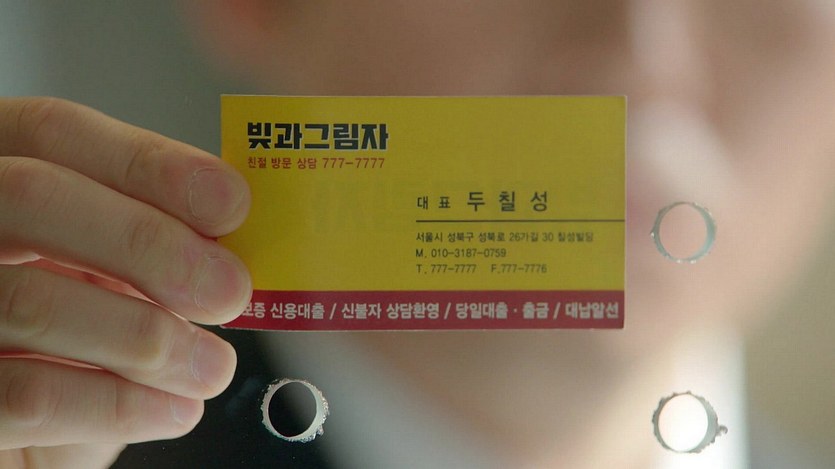 빚과그림자
친절 방문 상담 777-7777
대 표 두 칠 성
서울시 성북구 성북로 26가길 30 칠성빌딩
M. 010-3187-0759
T. 777-7777 F.777-7776
보증 신용대출 / 신불자 상담환영 / 당일대출 · 출금 / 대납알선